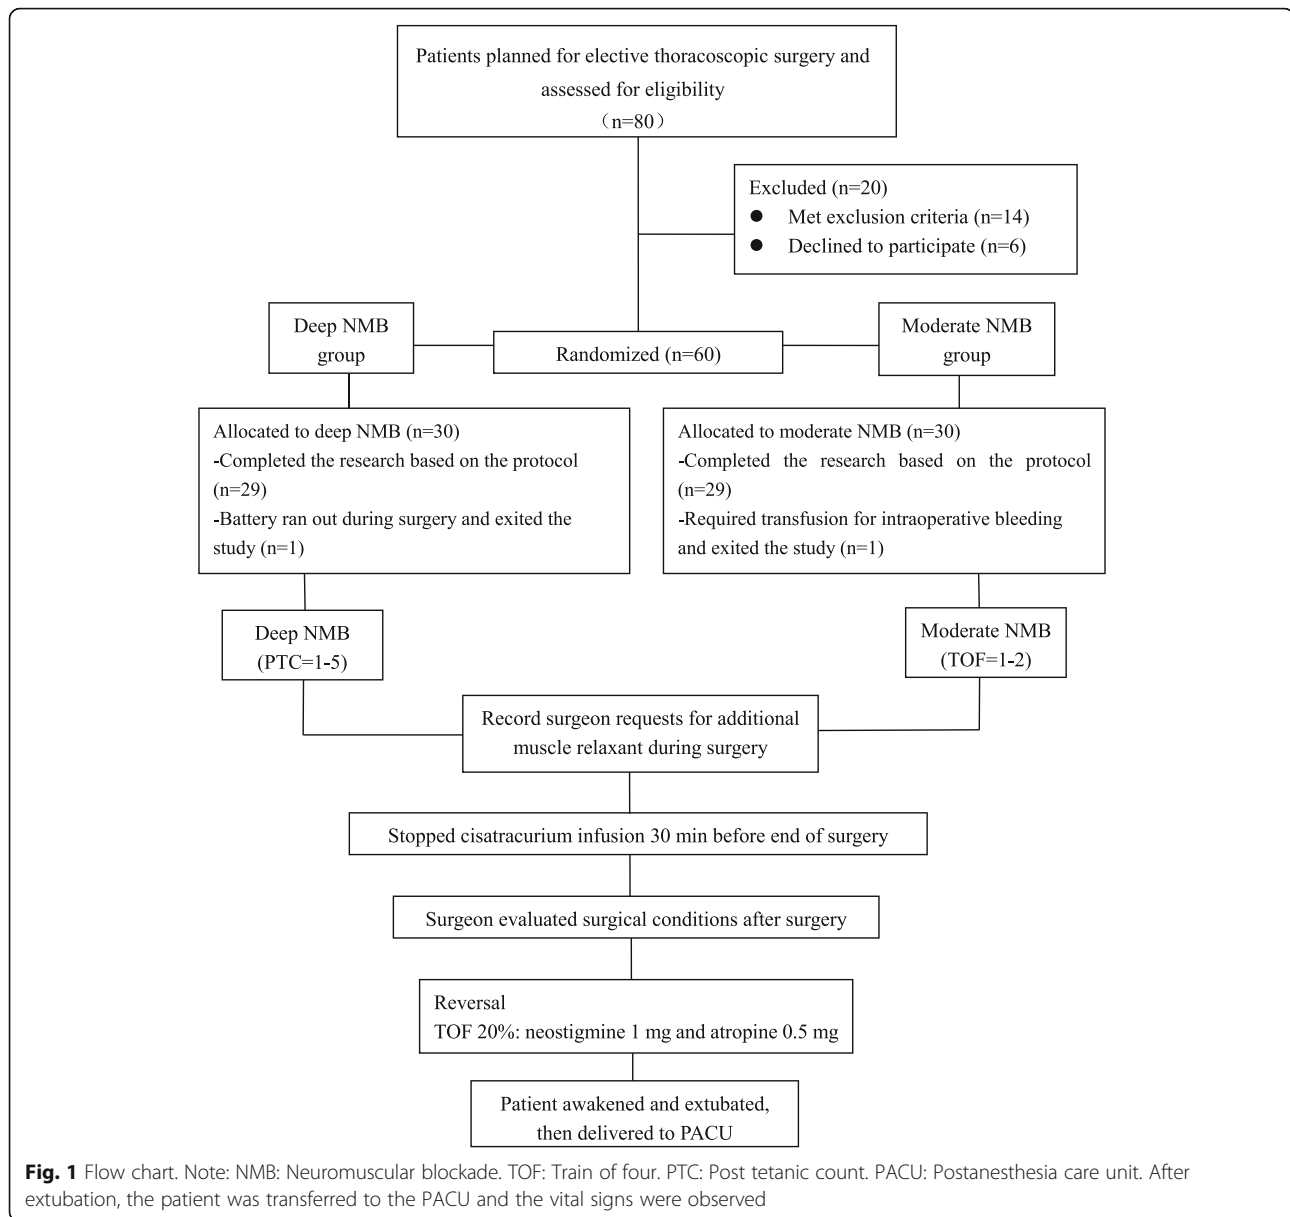 Patients planned for elective thoracoscopic surgery and
assessed for eligibility
（n=80）
Excluded (n=20)
● Met exclusion criteria (n=14)
● Declined to participate (n=6)
Deep NMB
group
Randomized (n=60)
Moderate NMB
group
Allocated to deep NMB (n=30)
-Completed the research based on the protocol
(n=29)
-Battery ran out during surgery and exited the
study (n=1)
Allocated to moderate NMB (n=30)
-Completed the research based on the protocol
(n=29)
-Required transfusion for intraoperative bleeding
and exited the study (n=1)
Deep NMB
(PTC=1-5)
Moderate NMB
(TOF=1-2)
Record surgeon requests for additional
muscle relaxant during surgery
Stopped cisatracurium infusion 30 min before end of surgery
Surgeon evaluated surgical conditions after surgery
Reversal
TOF 20%: neostigmine 1 mg and atropine 0.5 mg
Patient awakened and extubated,
then delivered to PACU
Fig. 1 Flow chart. Note: NMB: Neuromuscular blockade. TOF: Train of four. PTC: Post tetanic count. PACU: Postanesthesia care unit. After
extubation, the patient was transferred to the PACU and the vital signs were observed